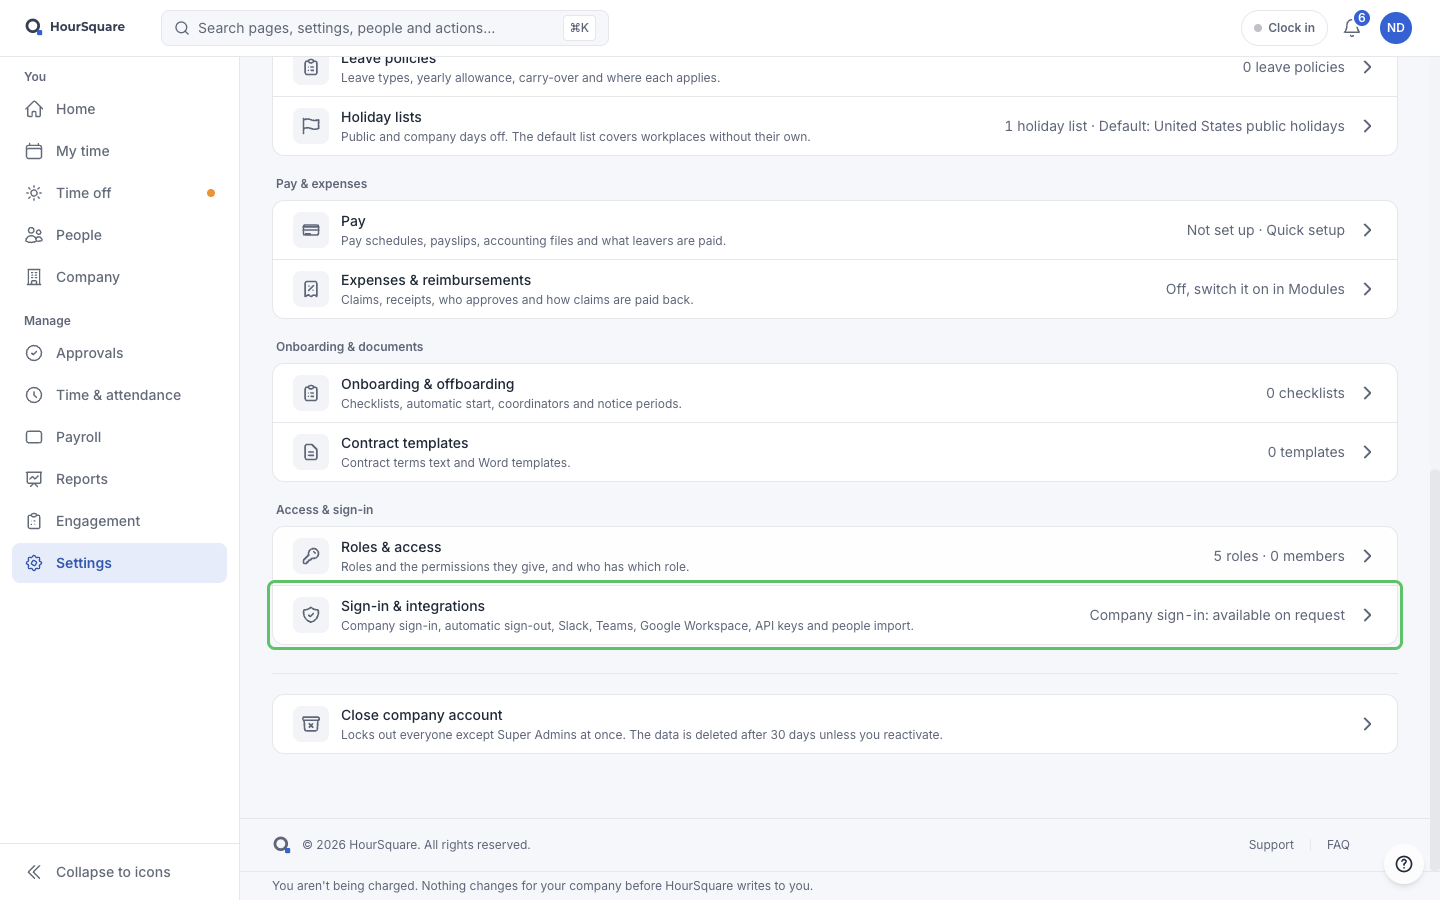 HourSquare
Search pages, settings, people and actions...
⌘K
Clock in
6
ND
You
Home
My time
Time off
People
Company
Manage
Approvals
Time & attendance
Payroll
Reports
Engagement
Settings
Collapse to icons
Leave policies
Leave types, yearly allowance, carry-over and where each applies.
0 leave policies
Holiday lists
Public and company days off. The default list covers workplaces without their own.
1 holiday list · Default: United States public holidays
Pay & expenses
Pay
Pay schedules, payslips, accounting files and what leavers are paid.
Not set up · Quick setup
Expenses & reimbursements
Claims, receipts, who approves and how claims are paid back.
Off, switch it on in Modules
Onboarding & documents
Onboarding & offboarding
Checklists, automatic start, coordinators and notice periods.
0 checklists
Contract templates
Contract terms text and Word templates.
0 templates
Access & sign-in
Roles & access
Roles and the permissions they give, and who has which role.
5 roles · 0 members
Sign-in & integrations
Company sign-in, automatic sign-out, Slack, Teams, Google Workspace, API keys and people import.
Company sign-in: available on request
Close company account
Locks out everyone except Super Admins at once. The data is deleted after 30 days unless you reactivate.
© 2026 HourSquare. All rights reserved.
Support
FAQ
You aren't being charged. Nothing changes for your company before HourSquare writes to you.